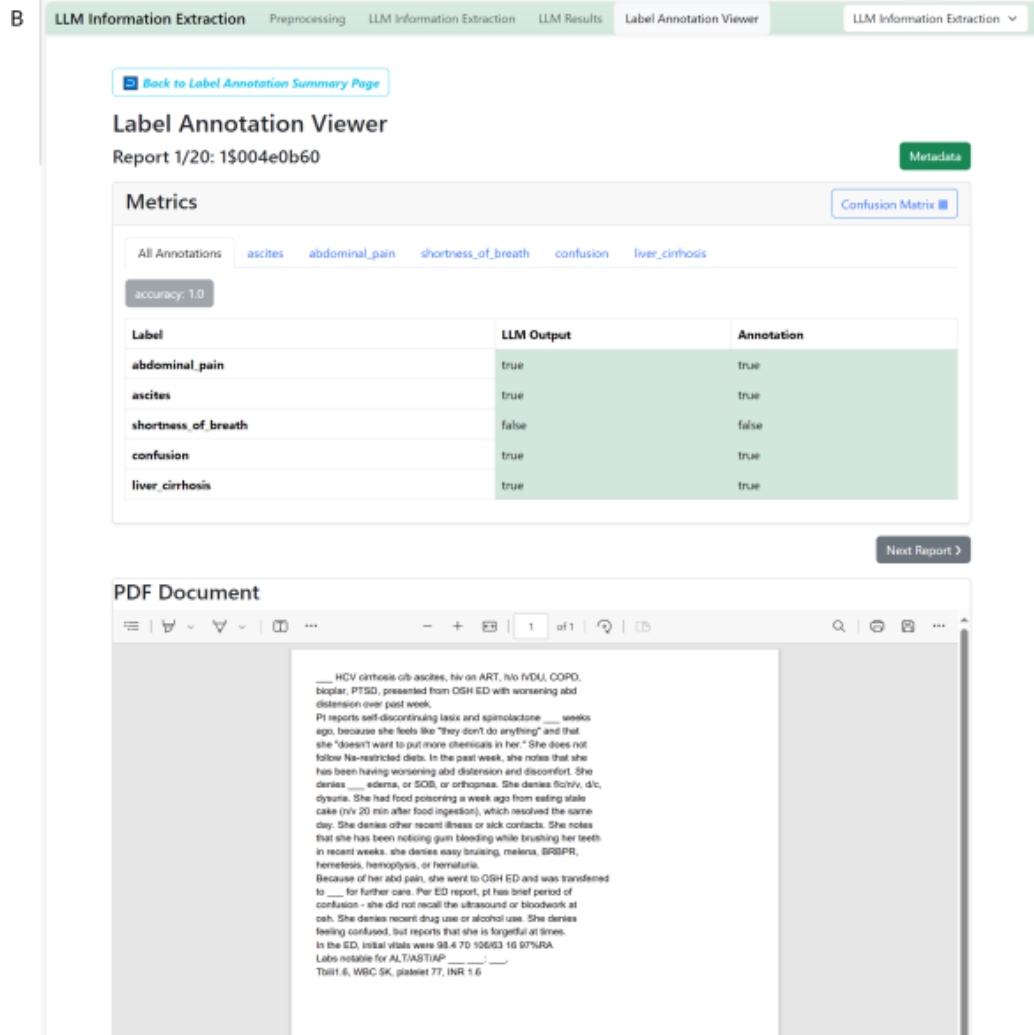 B
LLM Information Extraction Preprocessing LLM Information Extraction LLM Results Label Annotation Viewer LLM Information Extraction
Back to Label Annotation Summary Page
Label Annotation Viewer
Report 1/20: 1$004e0b60
Metadata
Metrics
Confusion Matrix
All Annotations ascites abdominal_pain shortness_of_breath confusion liver_cirrhosis
accuracy: 1.0
Label LLM Output Annotation
abdominal_pain true true
ascites true true
shortness_of_breath false false
confusion true true
liver_cirrhosis true true
Next Report
PDF Document
1 of 1
___ HCV cirrhosis c/b ascites, hiv on ART, h/o IVDU, COPD,
bioplar, PTSD, presented from OSH ED with worsening abd
distension over past week.
Pt reports self-discontinuing lasix and spirnolactone ___ weeks
ago, because she feels like "they don't do anything" and that
she "doesn't want to put more chemicals in her." She does not
follow Na-restricted diets. In the past week, she notes that she
has been having worsening abd distension and discomfort. She
denies ___ edema, or SOB, or orthopnea. She denies f/c/n/v, d/c,
dysuria. She had food poisoning a week ago from eating stale
cake (n/v 20 min after food ingestion), which resolved the same
day. She denies other recent illness or sick contacts. She notes
that she has been noticing gum bleeding while brushing her teeth
in recent weeks. she denies easy bruising, melena, BRBPR,
hemetesis, hemoptysis, or hematuria.
Because of her abd pain, she went to OSH ED and was transferred
to ___ for further care. Per ED report, pt has brief period of
confusion - she did not recall the ultrasound or bloodwork at
osh. She denies recent drug use or alcohol use. She denies
feeling confused, but reports that she is forgetful at times.
In the ED, initial vitals were 98.4 70 106/63 16 97%RA
Labs notable for ALT/AST/AP ___ ___: ___,
Tbili1.6, WBC 5K, platelet 77, INR 1.6